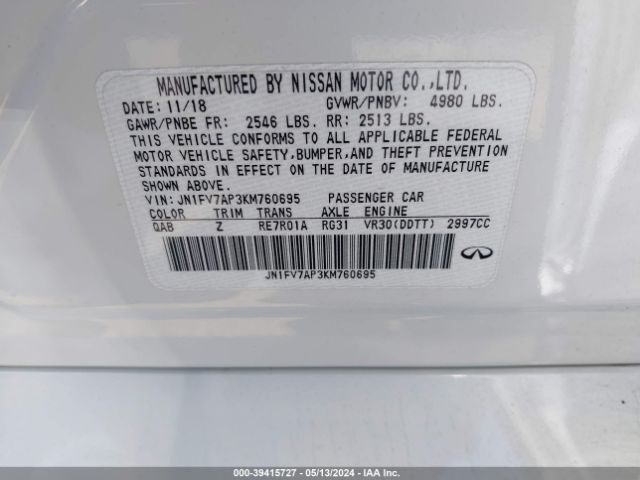 MANUFACTURED BY NISSAN MOTOR CO.,LTD.
DATE: 11/18 GVWR/PNBV: 4980 LBS.
GAWR/PNBE FR: 2546 LBS. RR: 2513 LBS.
THIS VEHICLE CONFORMS TO ALL APPLICABLE FEDERAL
MOTOR VEHICLE SAFETY,BUMPER,AND THEFT PREVENTION
STANDARDS IN EFFECT ON THE DATE OF MANUFACTURE
SHOWN ABOVE.
VIN: JN1FV7AP3KM760695 PASSENGER CAR
COLOR TRIM TRANS AXLE ENGINE
QAB Z RE7R01A RG31 VR30(DDTT) 2997CC
JN1FV7AP3KM760695
000-39415727 - 05/13/2024 - IAA Inc.